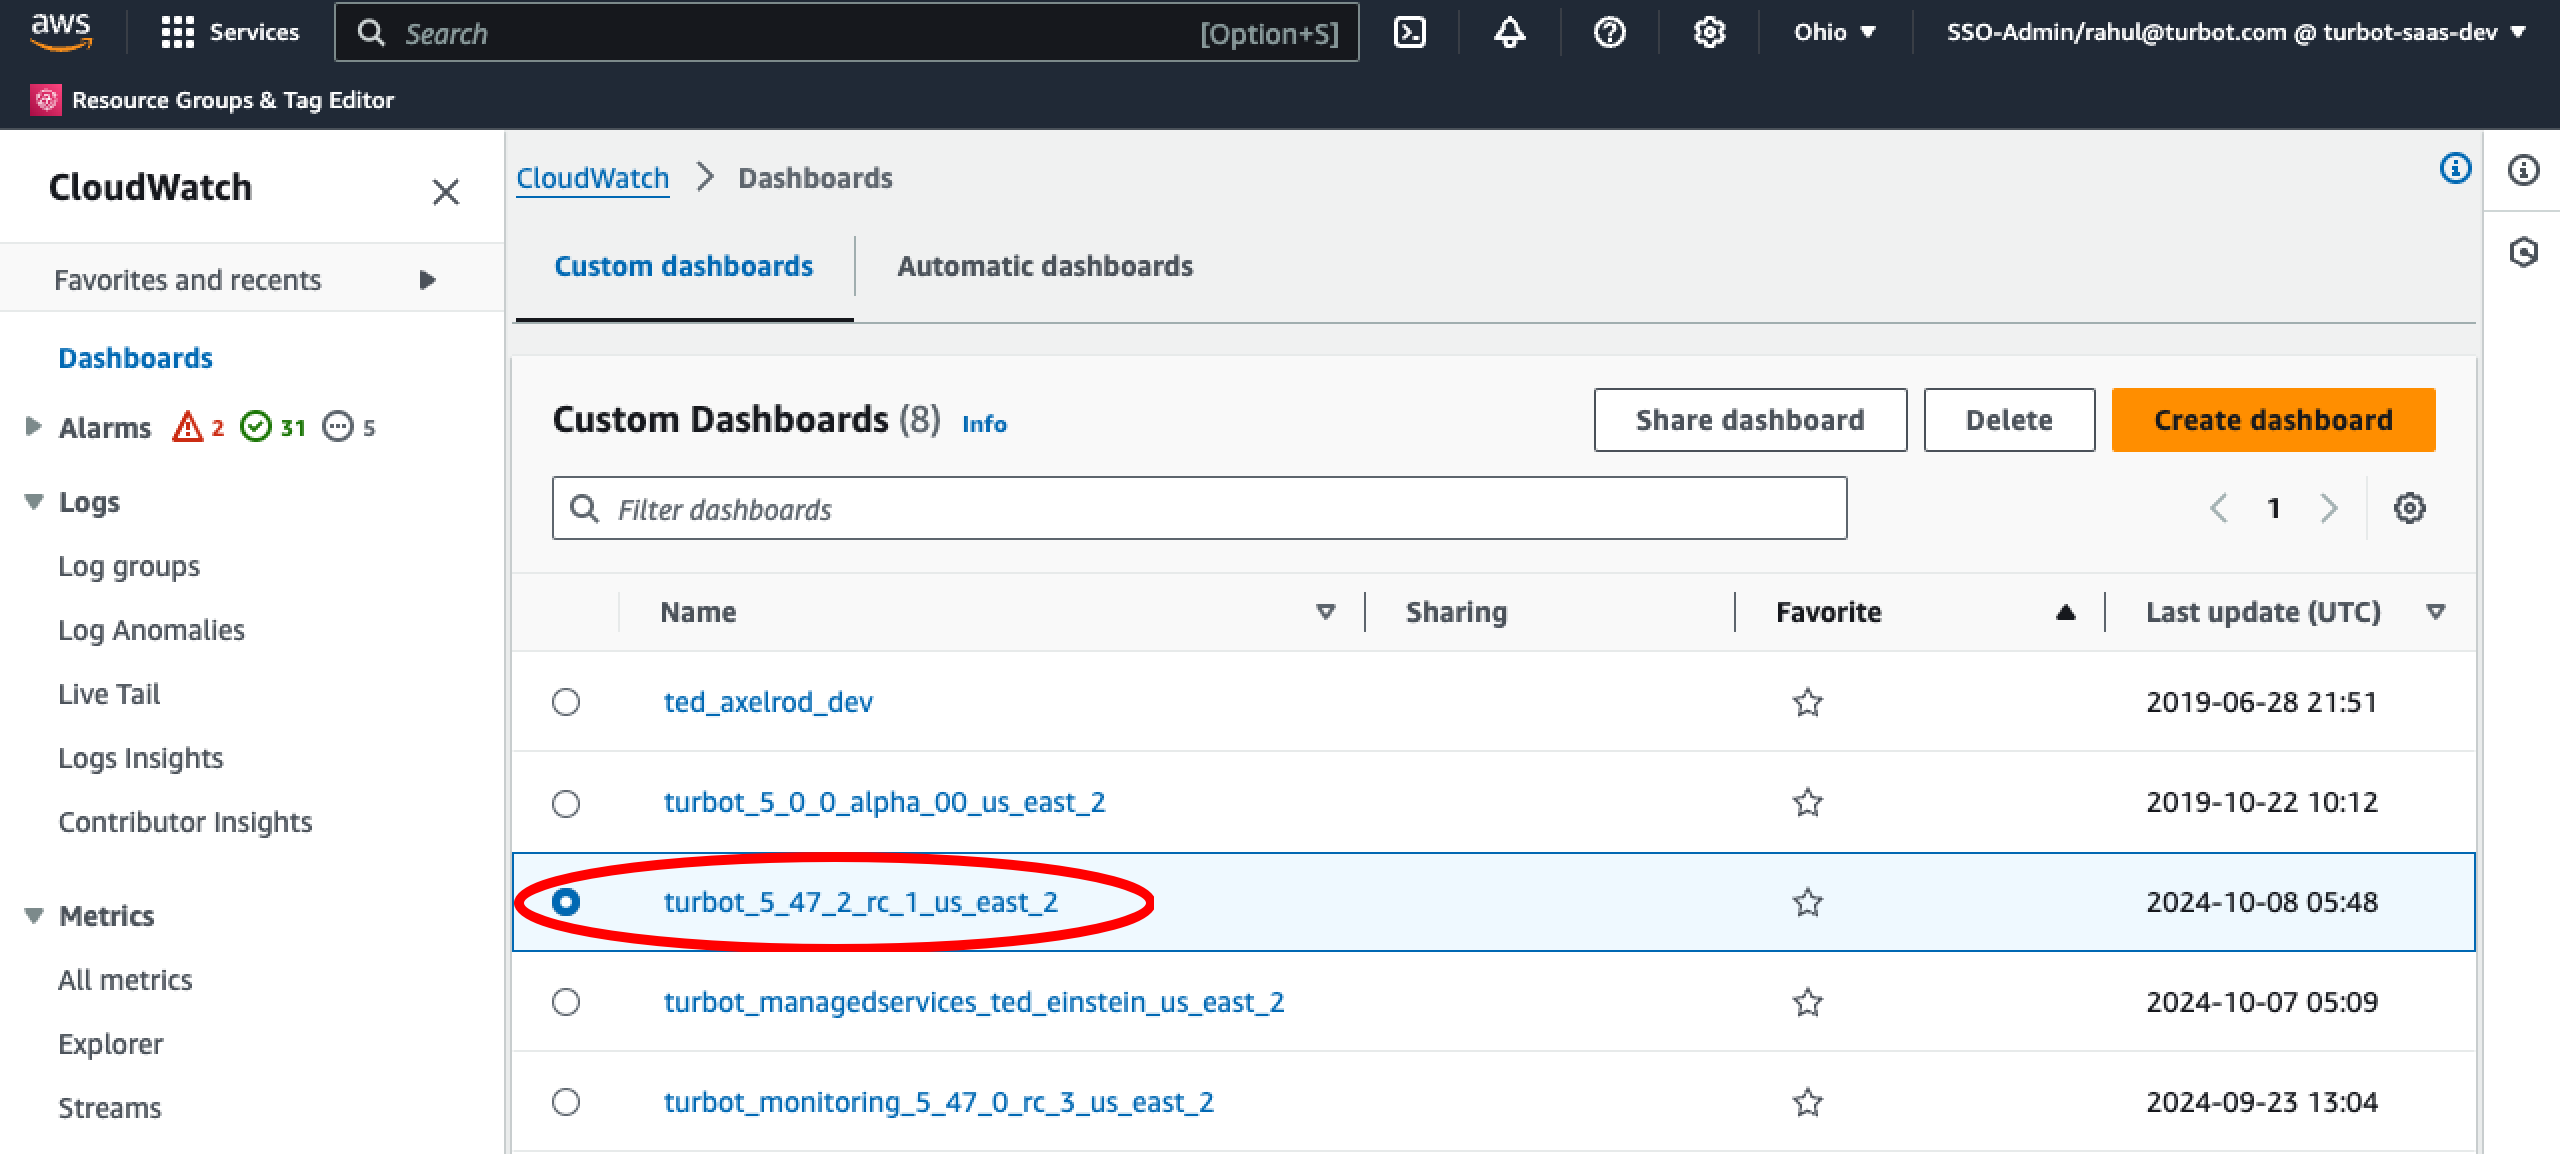 aws Services Search [Option+S] Ohio SSO-Admin/rahul@turbot.com @ turbot-saas-dev
Resource Groups & Tag Editor
CloudWatch
Favorites and recents
Dashboards
Alarms 2 31 5
Logs
Log groups
Log Anomalies
Live Tail
Logs Insights
Contributor Insights
Metrics
All metrics
Explorer
Streams
CloudWatch Dashboards
Custom dashboards Automatic dashboards
Custom Dashboards (8) Info Share dashboard Delete Create dashboard
Filter dashboards 1
Name Sharing Favorite Last update (UTC)
ted_axelrod_dev 2019-06-28 21:51
turbot_5_0_0_alpha_00_us_east_2 2019-10-22 10:12
turbot_5_47_2_rc_1_us_east_2 2024-10-08 05:48
turbot_managedservices_ted_einstein_us_east_2 2024-10-07 05:09
turbot_monitoring_5_47_0_rc_3_us_east_2 2024-09-23 13:04